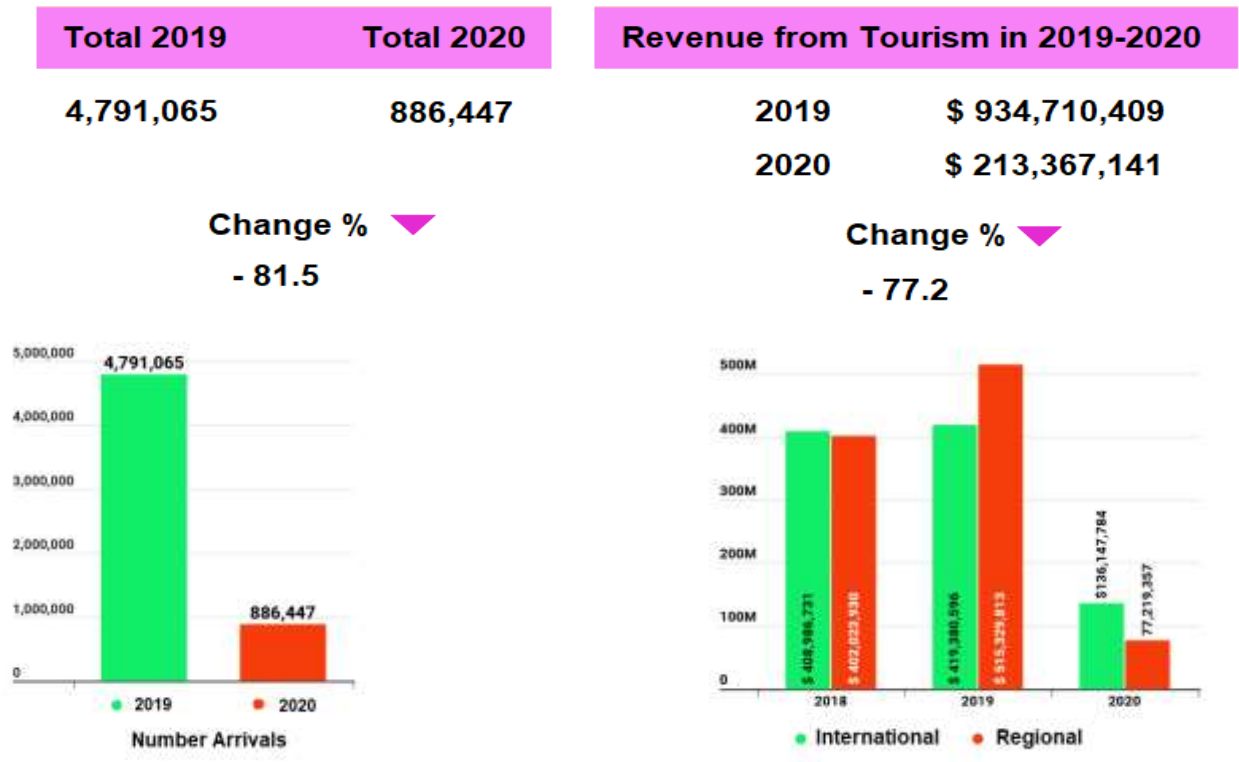 Total 2019 Total 2020
4,791,065 886,447
Change %
- 81.5
5,000,000
4,791,065
4,000,000
3,000,000
2,000,000
1,000,000
886,447
0
2019 2020
Number Arrivals
Revenue from Tourism in 2019-2020
2019 $ 934,710,409
2020 $ 213,367,141
Change %
- 77.2
500M
400M
300M
200M
100M
0
$ 408,986,731
$ 402,022,930
$ 419,380,596
$ 515,329,813
$136,147,784
77,219,357
2018 2019 2020
International Regional